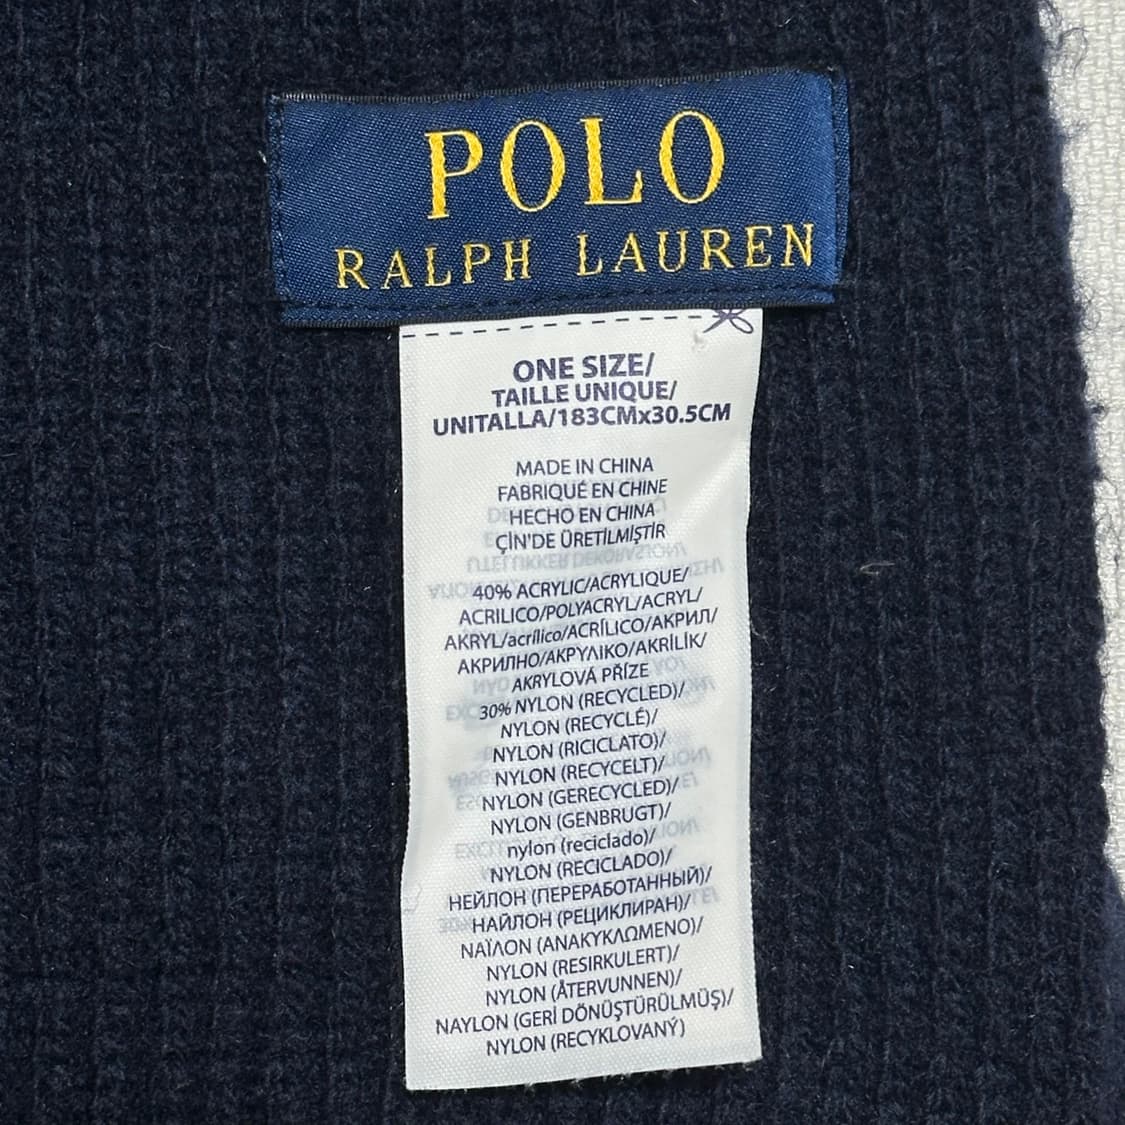 POLO
RALPH LAUREN
ONE SIZE/
TAILLE UNIQUE/
UNITALLA/183CMx30.5CM
MADE IN CHINA
FABRIQUÉ EN CHINE
HECHO EN CHINA
ÇİN'DE ÜRETİLMİŞTİR
40% ACRYLIC/ACRYLIQUE/
ACRILICO/POLYACRYL/ACRYL/
AKRYL/acrílico/ACRÍLICO/АКРИЛ/
АКРИЛНО/ΑΚΡΥΛΙΚΟ/AKRİLİK/
AKRYLOVÁ PŘÍZE
30% NYLON (RECYCLED)/
NYLON (RECYCLÉ)/
NYLON (RICICLATO)/
NYLON (RECYCELT)/
NYLON (GERECYCLED)/
NYLON (GENBRUGT)/
nylon (reciclado)/
NYLON (RECICLADO)/
НЕЙЛОН (ПЕРЕРАБОТАННЫЙ)/
НАЙЛОН (РЕЦИКЛИРАН)/
ΝΑΪΛΟΝ (ΑΝΑΚΥΚΛΩΜΕΝΟ)/
NYLON (RESIRKULERT)/
NYLON (ÅTERVUNNEN)/
NAYLON (GERİ DÖNÜŞTÜRÜLMÜŞ)/
NYLON (RECYKLOVANÝ)